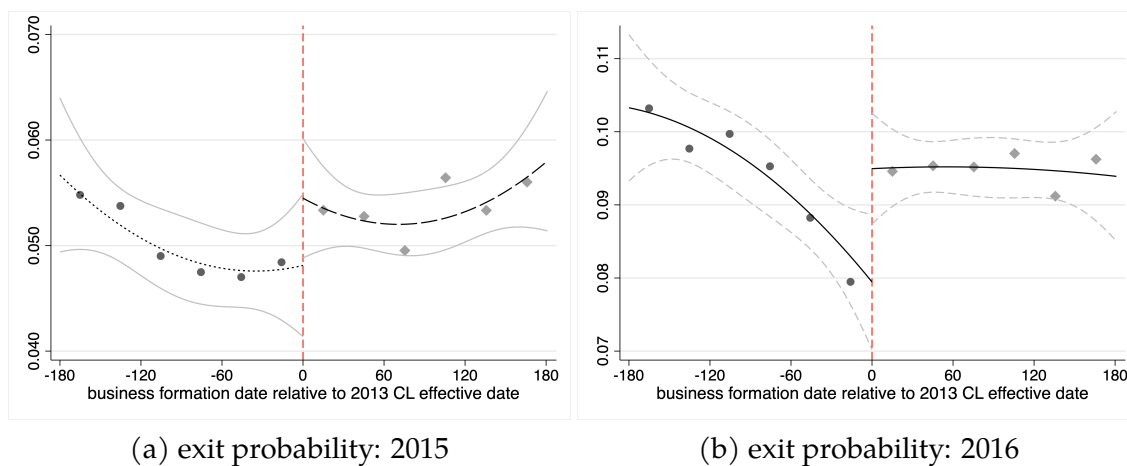 0.070
0.060
0.050
0.040
-180 -120 -60 0 60 120 180
business formation date relative to 2013 CL effective date
(a) exit probability: 2015
0.11
0.10
0.09
0.08
0.07
-180 -120 -60 0 60 120 180
business formation date relative to 2013 CL effective date
(b) exit probability: 2016